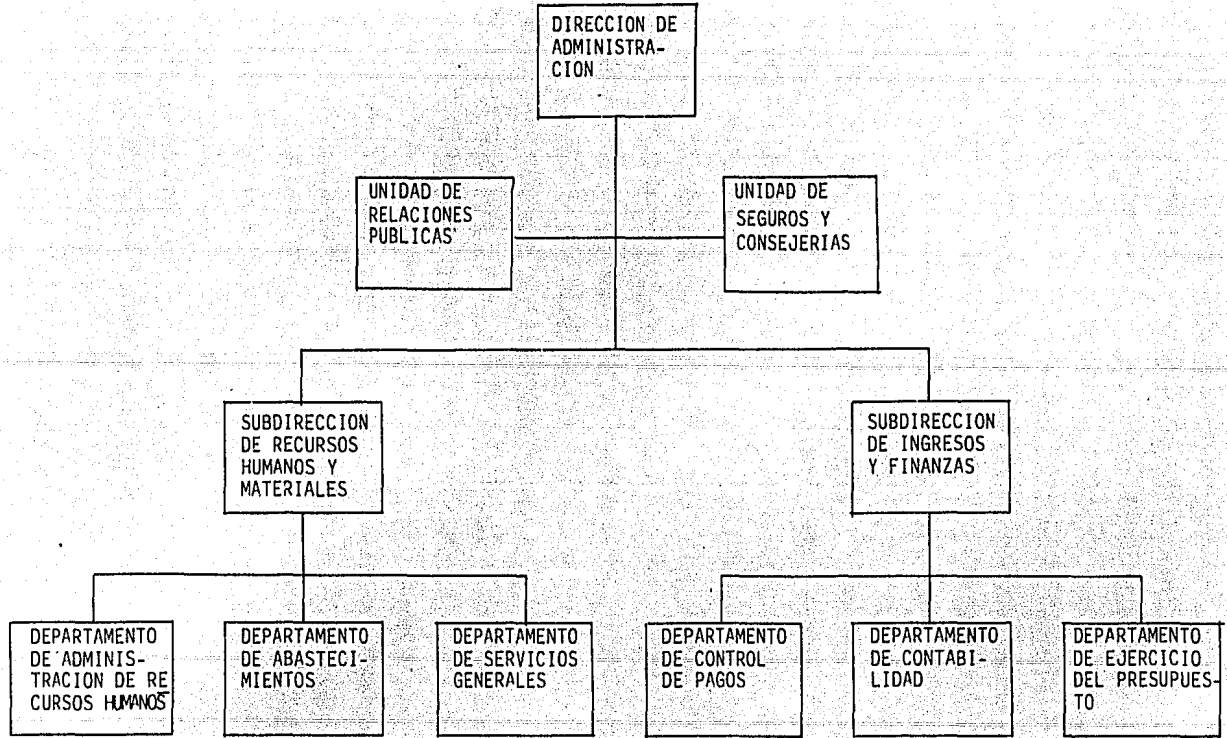 DIRECCION DE
ADMINISTRA-
CION
UNIDAD DE
RELACIONES
PUBLICAS
UNIDAD DE
SEGUROS Y
CONSEJERIAS
SUBDIRECCION
DE RECURSOS
HUMANOS Y
MATERIALES
SUBDIRECCION
DE INGRESOS
Y FINANZAS
DEPARTAMENTO
DE ADMINIS-
TRACION DE RE
CURSOS HUMANOS
DEPARTAMENTO
DE ABASTECI-
MIENTOS
DEPARTAMENTO
DE SERVICIOS
GENERALES
DEPARTAMENTO
DE CONTROL
DE PAGOS
DEPARTAMENTO
DE CONTABI-
LIDAD
DEPARTAMENTO
DE EJERCICIO
DEL PRESUPUES-
TO